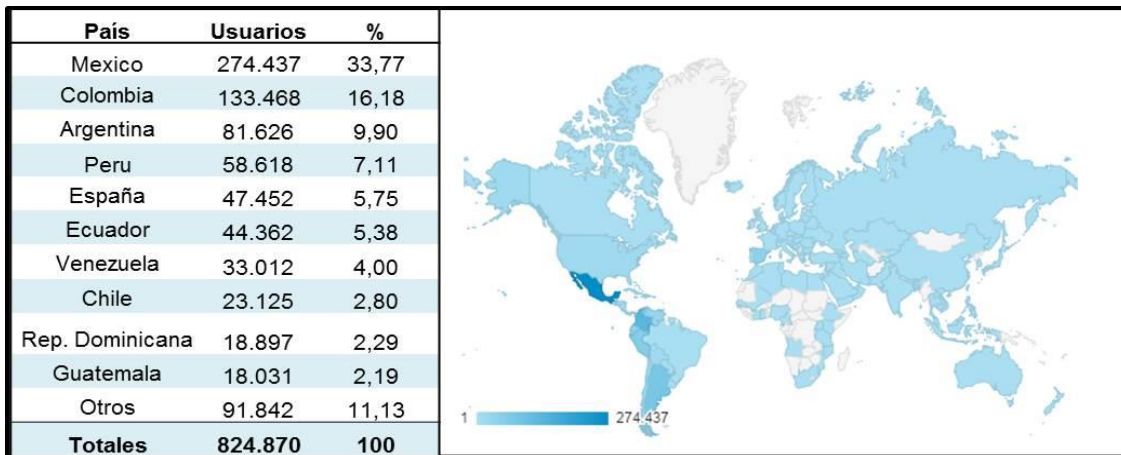 País Usuarios %
Mexico 274.437 33,77
Colombia 133.468 16,18
Argentina 81.626 9,90
Peru 58.618 7,11
España 47.452 5,75
Ecuador 44.362 5,38
Venezuela 33.012 4,00
Chile 23.125 2,80
Rep. Dominicana 18.897 2,29
Guatemala 18.031 2,19
Otros 91.842 11,13
Totales 824.870 100
1 274.437